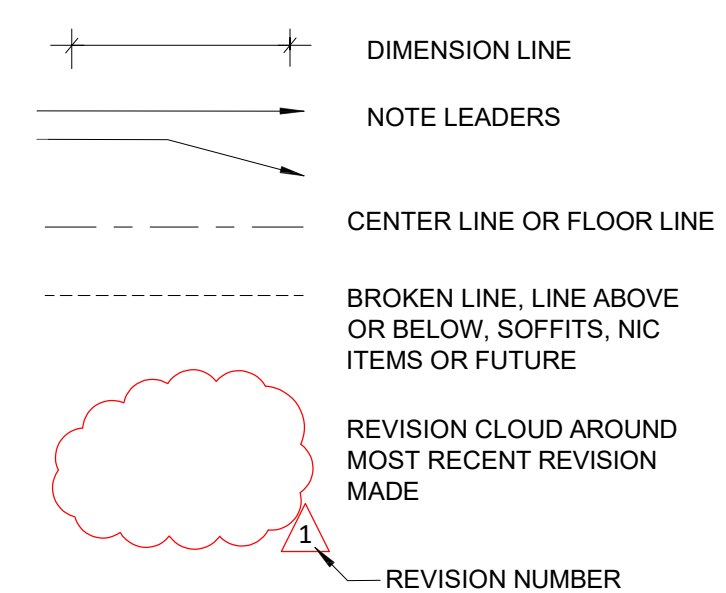 DIMENSION LINE
NOTE LEADERS
CENTER LINE OR FLOOR LINE
BROKEN LINE, LINE ABOVE
OR BELOW, SOFFITS, NIC
ITEMS OR FUTURE
REVISION CLOUD AROUND
MOST RECENT REVISION
MADE
1
REVISION NUMBER